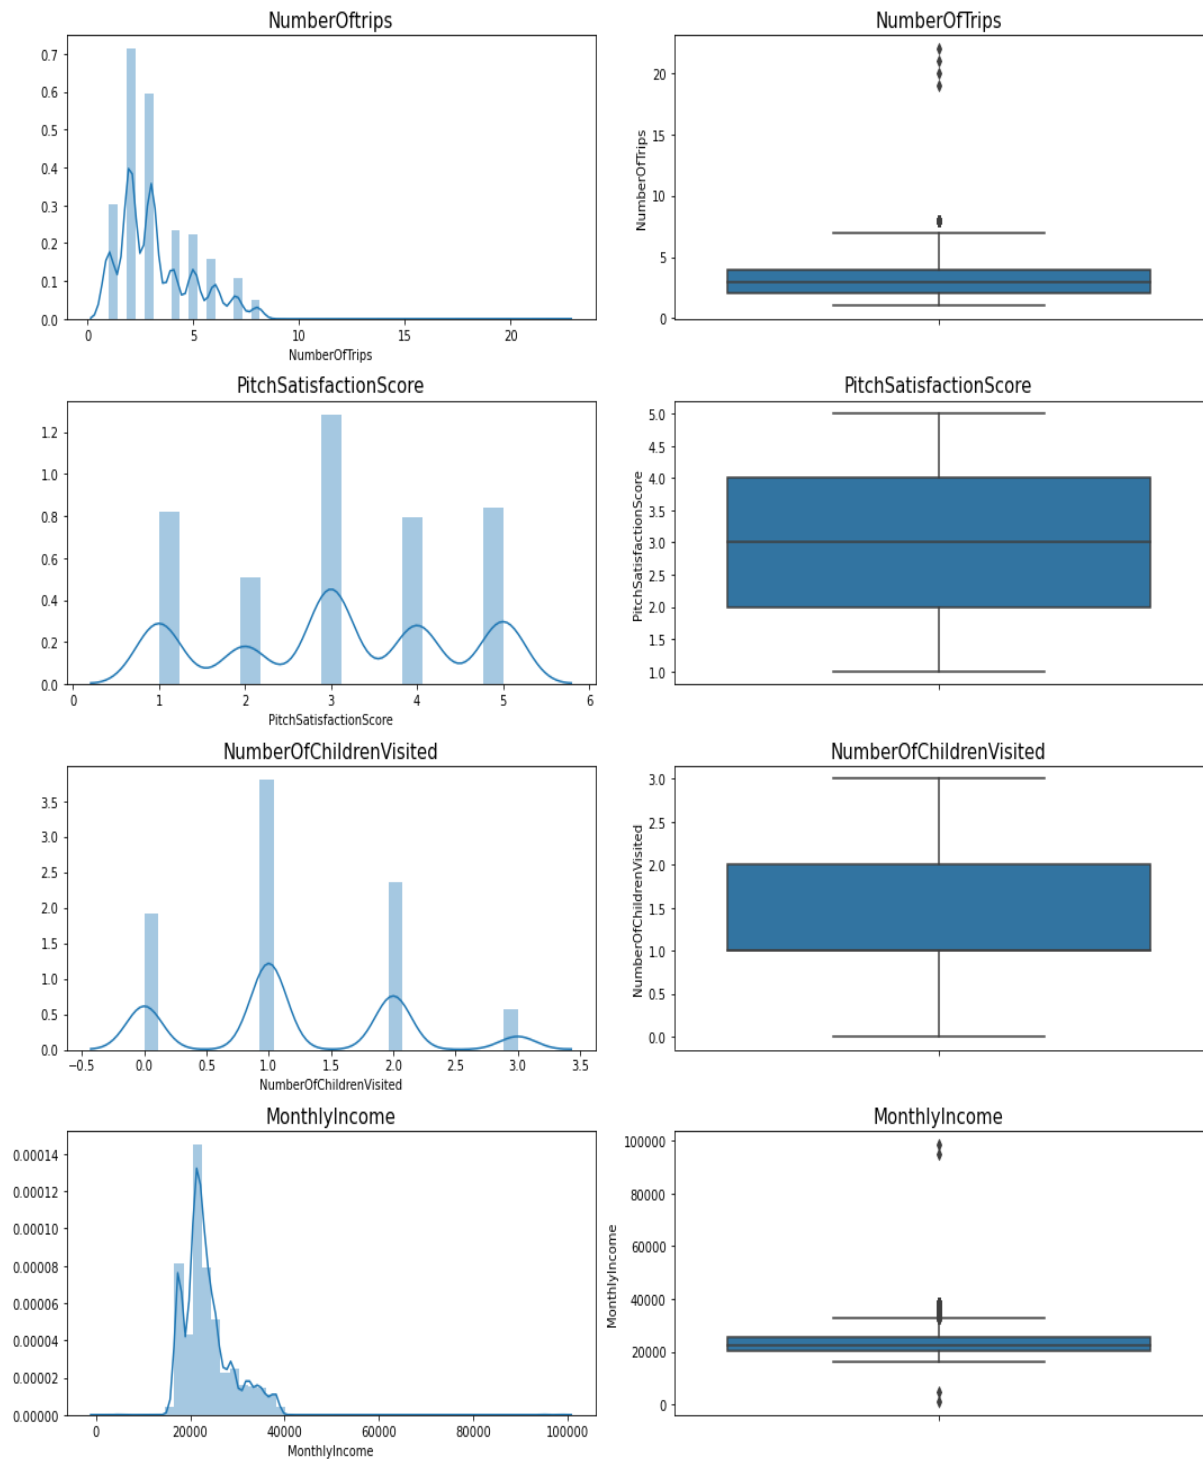 NumberOftrips
0.7
0.6
0.5
0.4
0.3
0.2
0.1
0.0
0 5 10 15 20
NumberOfTrips
NumberOfTrips
20
15
10
5
0
NumberOfTrips
PitchSatisfactionScore
1.2
1.0
0.8
0.6
0.4
0.2
0.0
0 1 2 3 4 5 6
PitchSatisfactionScore
PitchSatisfactionScore
5.0
4.5
4.0
3.5
3.0
2.5
2.0
1.5
1.0
PitchSatisfactionScore
NumberOfChildrenVisited
3.5
3.0
2.5
2.0
1.5
1.0
0.5
0.0
−0.5 0.0 0.5 1.0 1.5 2.0 2.5 3.0 3.5
NumberOfChildrenVisited
NumberOfChildrenVisited
3.0
2.5
2.0
1.5
1.0
0.5
0.0
NumberOfChildrenVisited
MonthlyIncome
0.00014
0.00012
0.00010
0.00008
0.00006
0.00004
0.00002
0.00000
0 20000 40000 60000 80000 100000
MonthlyIncome
MonthlyIncome
100000
80000
60000
40000
20000
0
MonthlyIncome